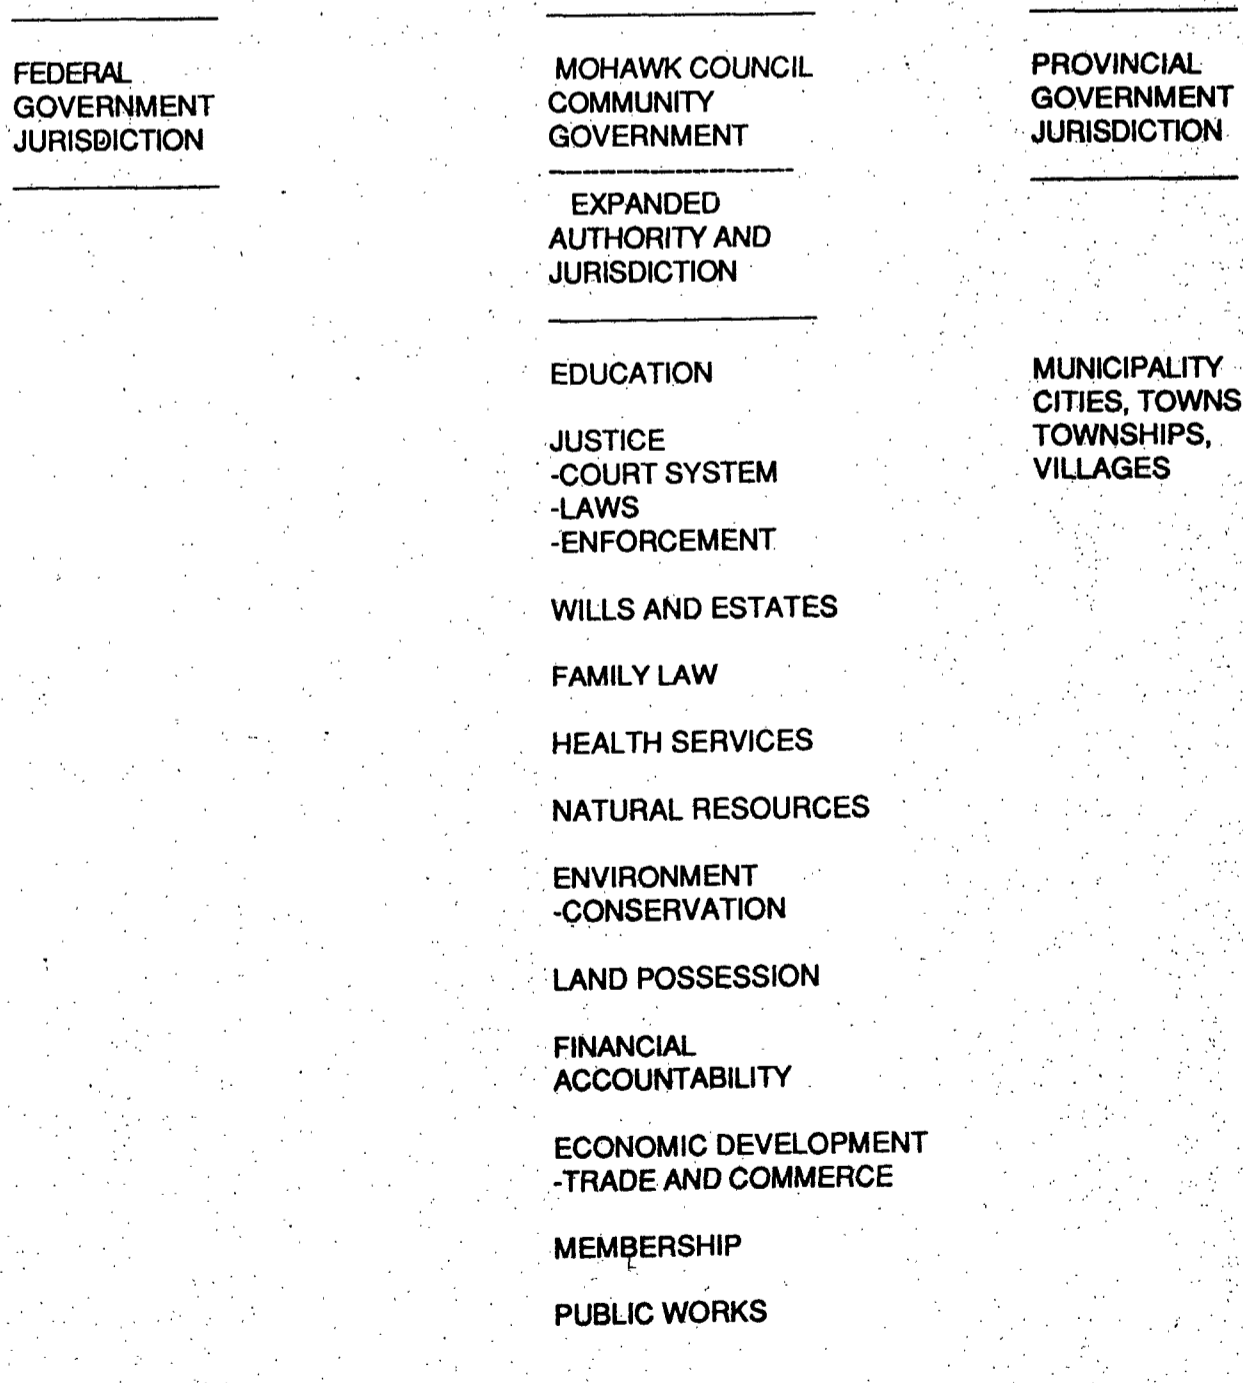 FEDERAL
GOVERNMENT
JURISDICTION
MOHAWK COUNCIL
COMMUNITY
GOVERNMENT
EXPANDED
AUTHORITY AND
JURISDICTION
EDUCATION
JUSTICE
-COURT SYSTEM
-LAWS
-ENFORCEMENT
WILLS AND ESTATES
FAMILY LAW
HEALTH SERVICES
NATURAL RESOURCES
ENVIRONMENT
-CONSERVATION
LAND POSSESSION
FINANCIAL
ACCOUNTABILITY
ECONOMIC DEVELOPMENT
-TRADE AND COMMERCE
MEMBERSHIP
PUBLIC WORKS
PROVINCIAL
GOVERNMENT
JURISDICTION
MUNICIPALITY
CITIES, TOWNS
TOWNSHIPS,
VILLAGES